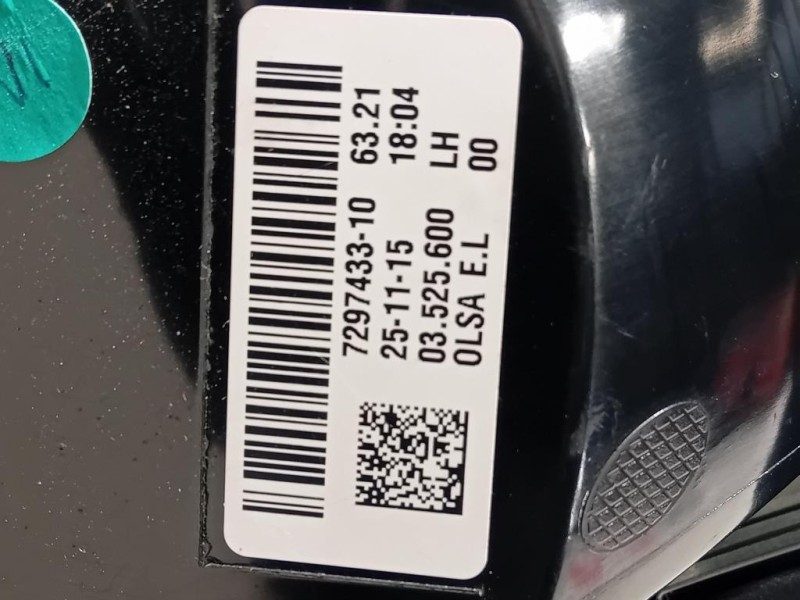 7297433-10 63.21
25-11-15 18:04
03.525.600 LH
OLSA E.L 00